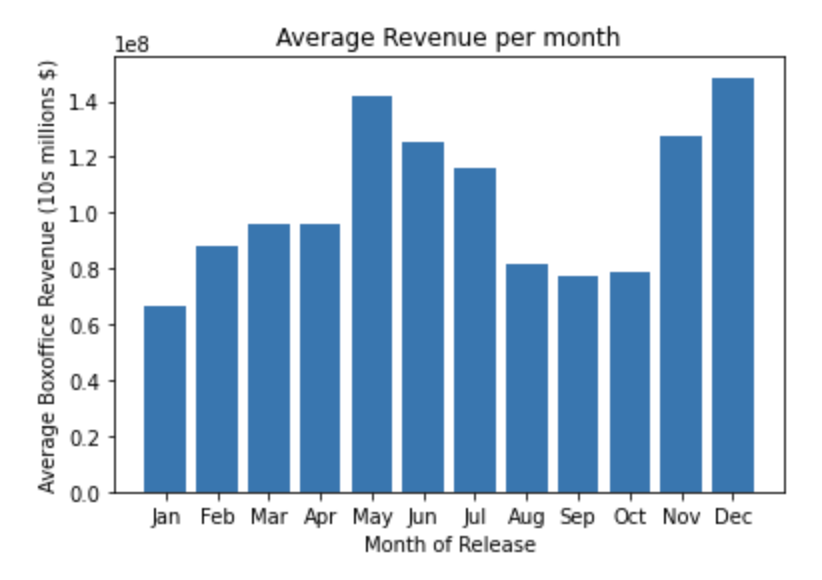 Average Revenue per month
1e8
Average Boxoffice Revenue (10s millions $)
1.4
1.2
1.0
0.8
0.6
0.4
0.2
0.0
Jan Feb Mar Apr May Jun Jul Aug Sep Oct Nov Dec
Month of Release